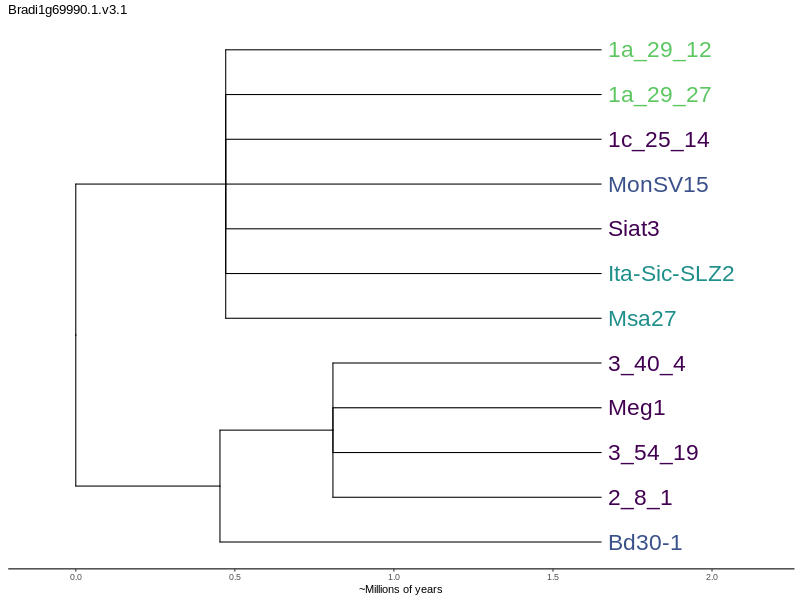 Bradi1g69990.1.v3.1
1a_29_12
1a_29_27
1c_25_14
MonSV15
Siat3
Ita-Sic-SLZ2
Msa27
3_40_4
Meg1
3_54_19
2_8_1
Bd30-1
0.0 0.5 1.0 1.5 2.0
~Millions of years